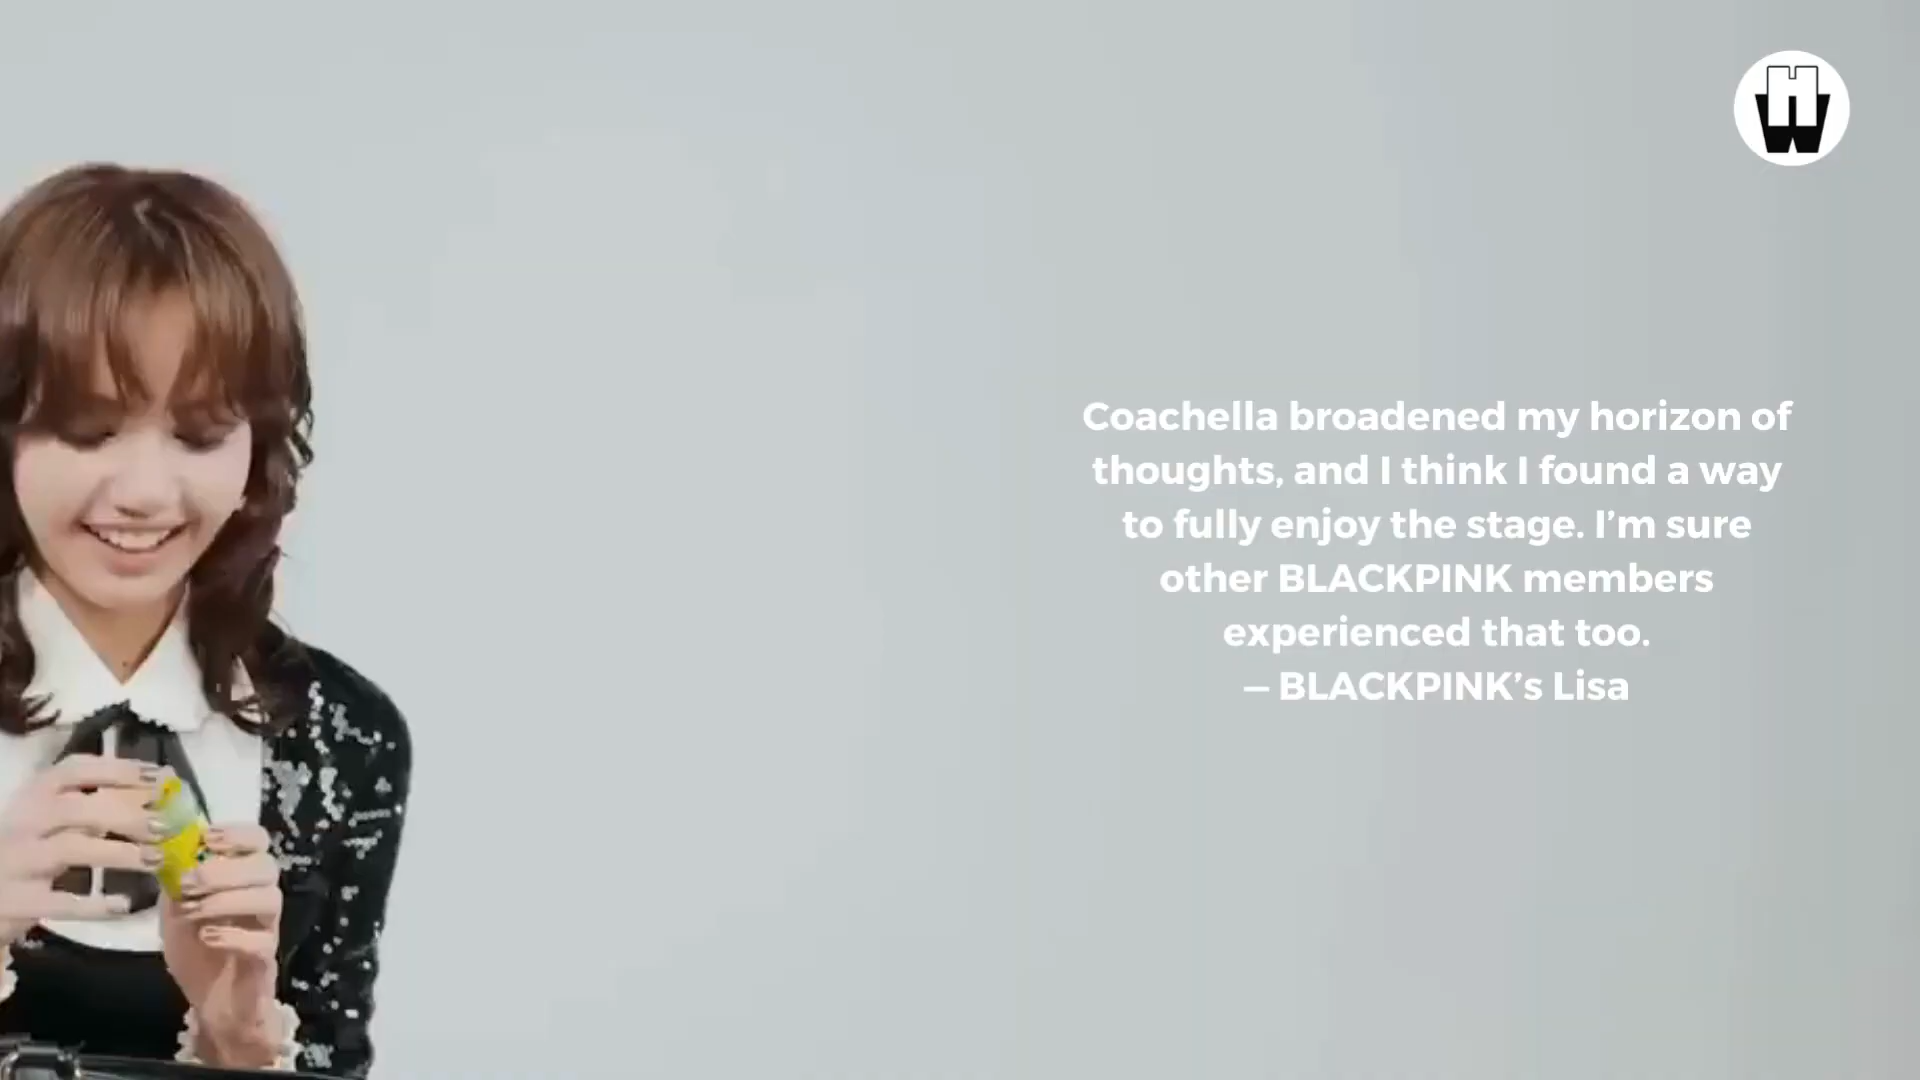 HW
Coachella broadened my horizon of
thoughts, and I think I found a way
to fully enjoy the stage. I’m sure
other BLACKPINK members
experienced that too.
— BLACKPINK’s Lisa